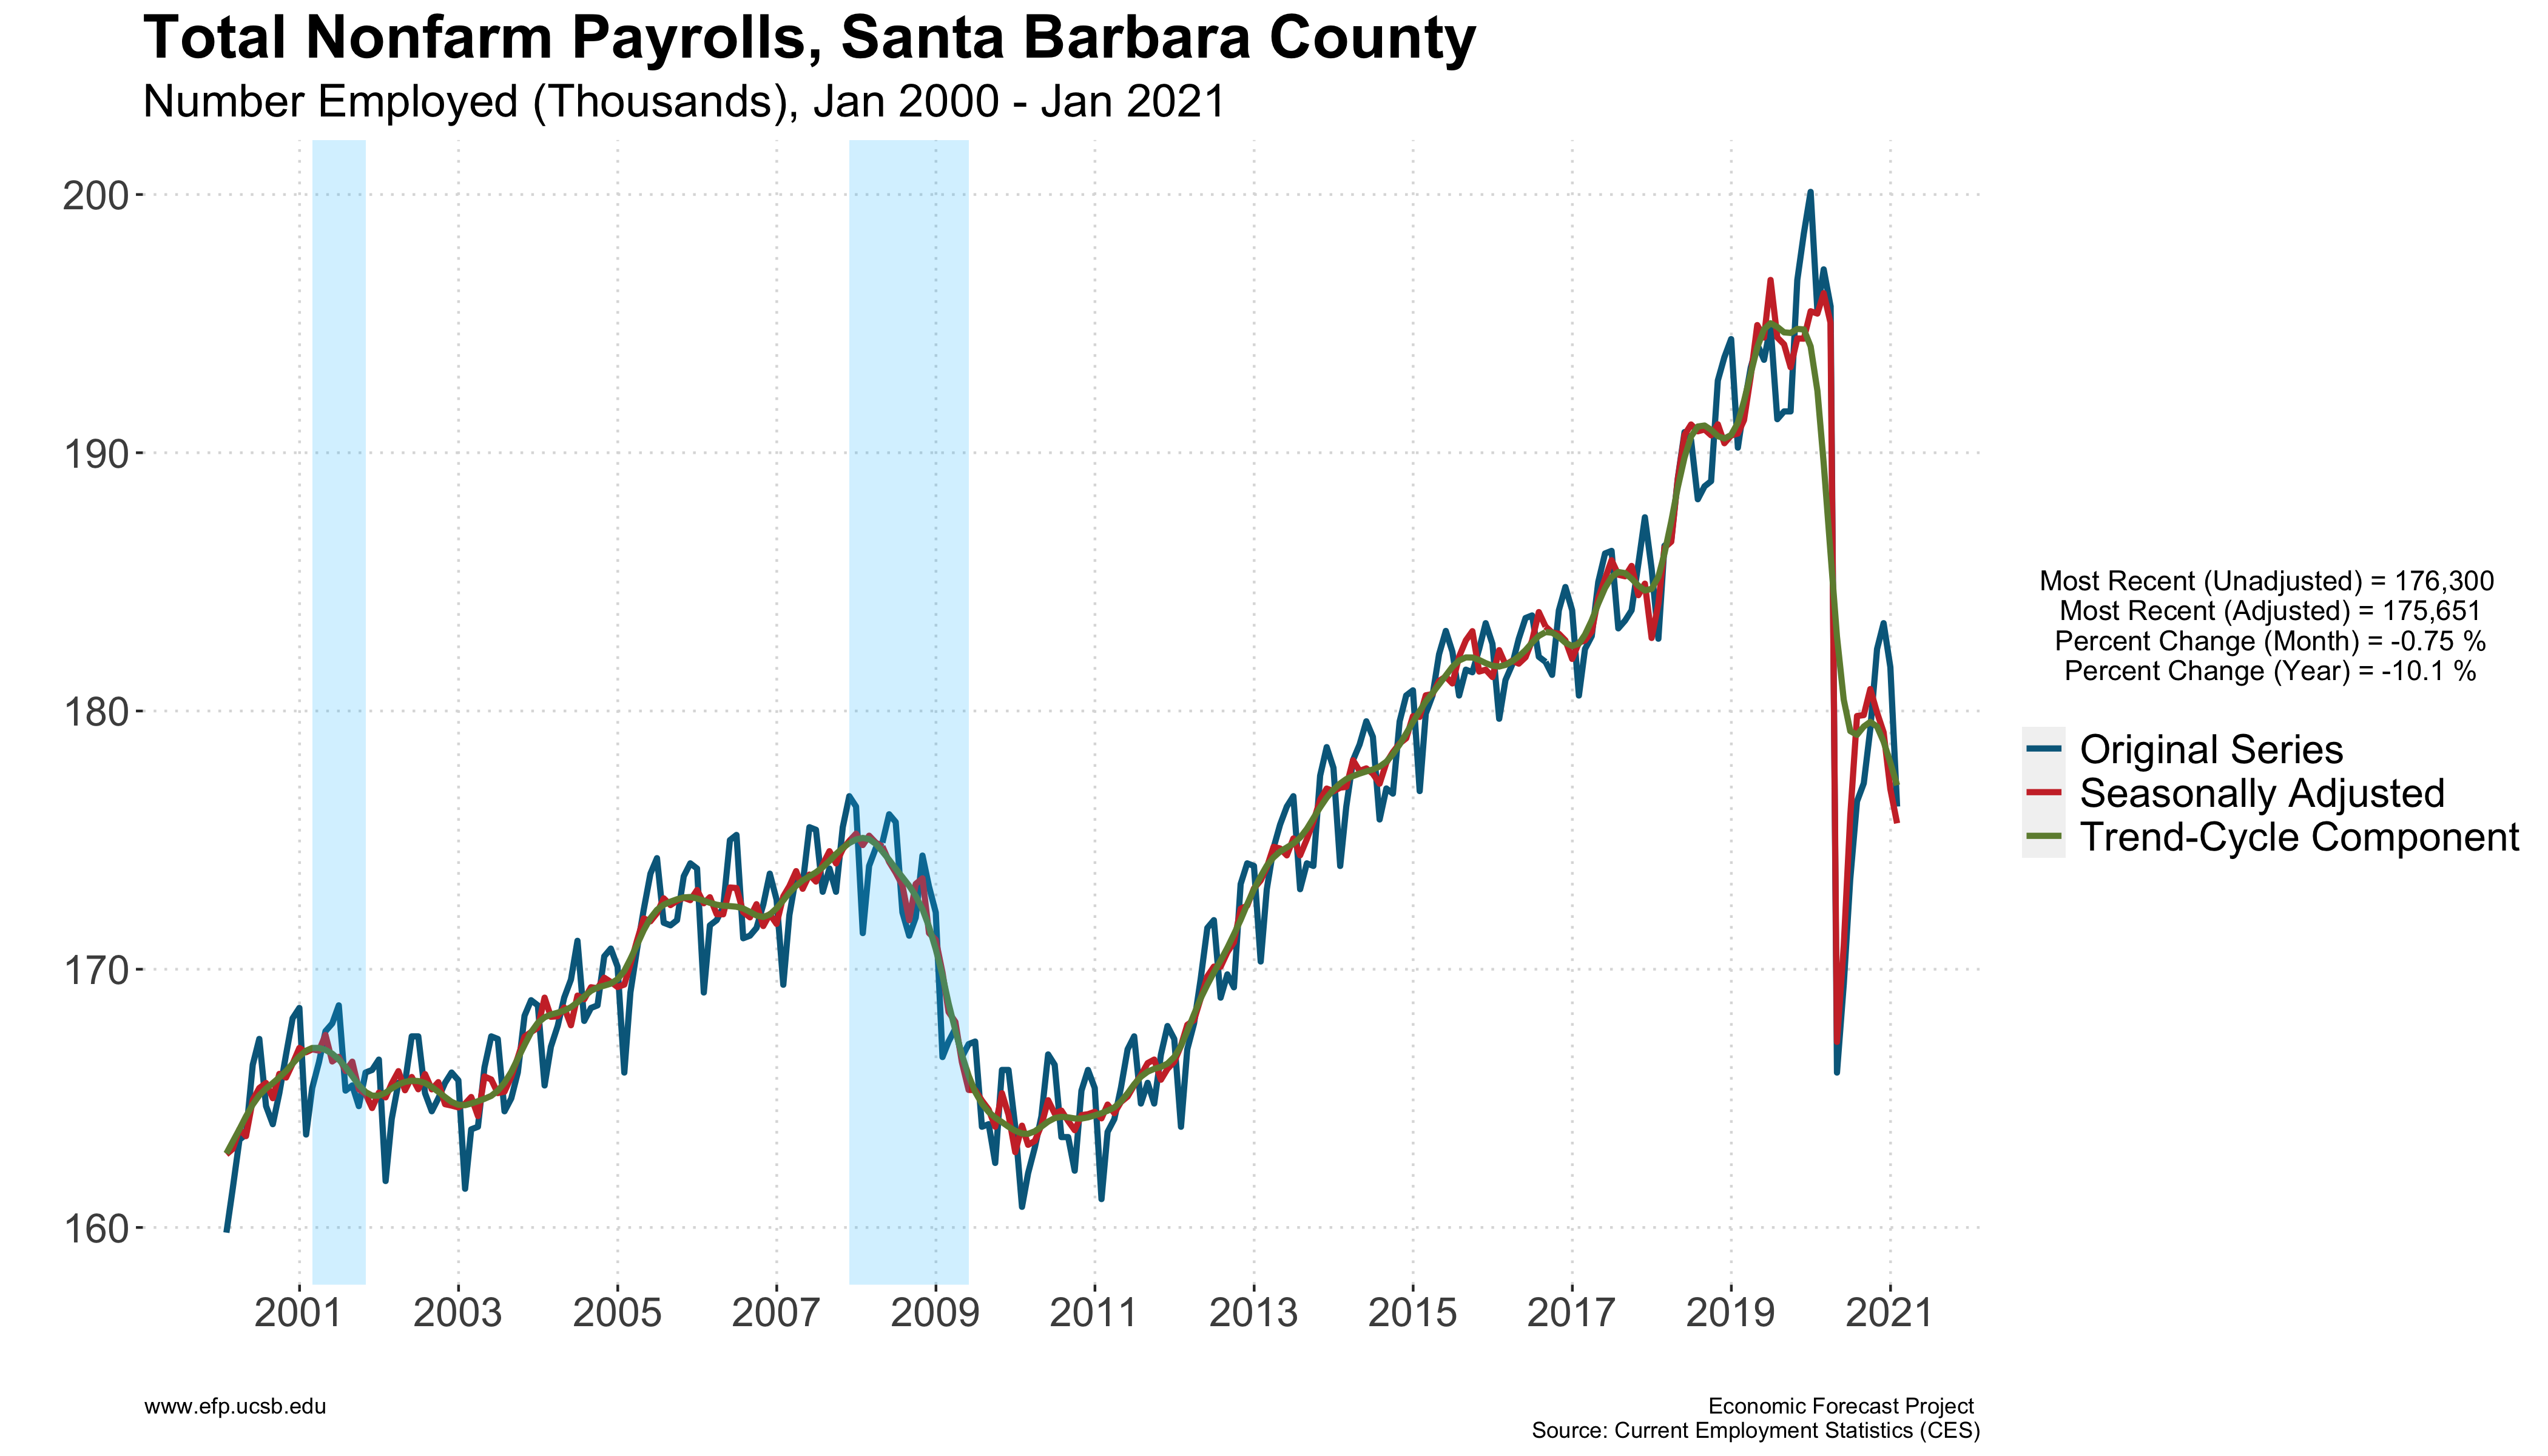 Total Nonfarm Payrolls, Santa Barbara County
Number Employed (Thousands), Jan 2000 - Jan 2021
200
190
180
170
160
2001 2003 2005 2007 2009 2011 2013 2015 2017 2019 2021
Most Recent (Unadjusted) = 176,300
Most Recent (Adjusted) = 175,651
Percent Change (Month) = -0.75 %
Percent Change (Year) = -10.1 %
Original Series
Seasonally Adjusted
Trend-Cycle Component
www.efp.ucsb.edu
Economic Forecast Project
Source: Current Employment Statistics (CES)